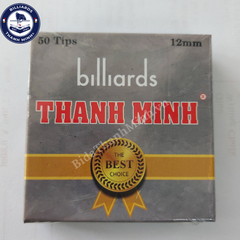 BILLIARDS
THANH MINH
50 Tips 12mm
billiards
THANH MINH®
THE
BEST
CHOICE